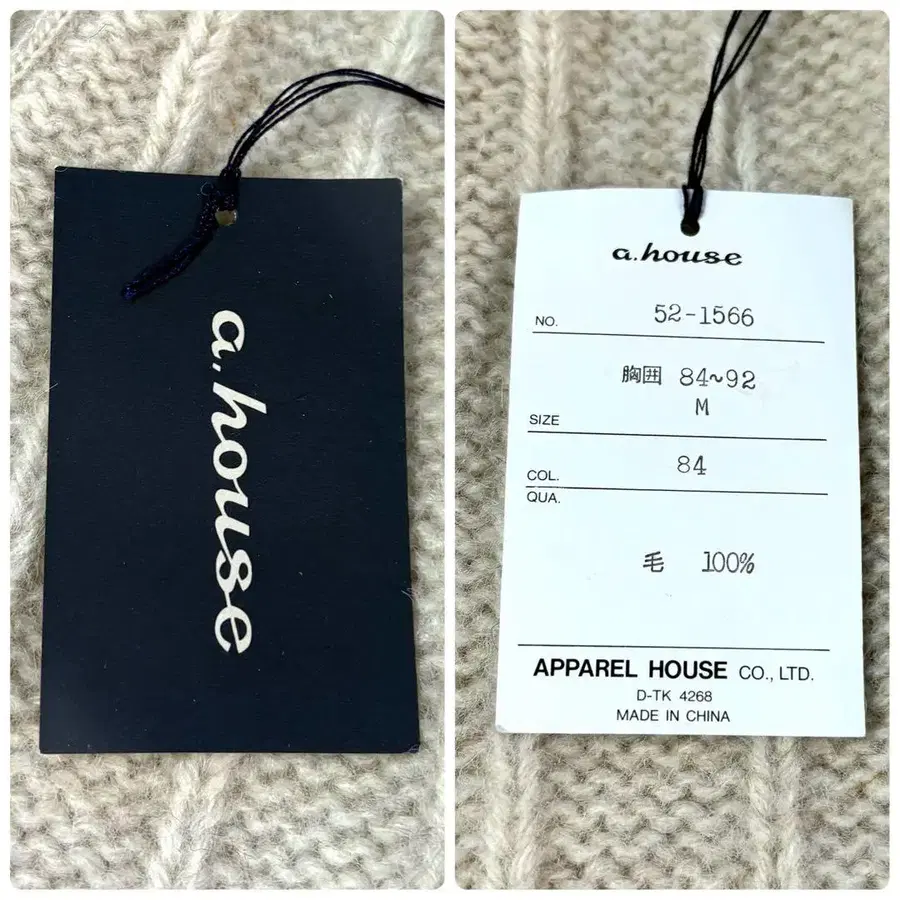 a.house
a.house
NO. 52-1566
胸囲 84~92
SIZE M
COL. 84
QUA.
毛 100%
APPAREL HOUSE CO., LTD.
D-TK 4268
MADE IN CHINA